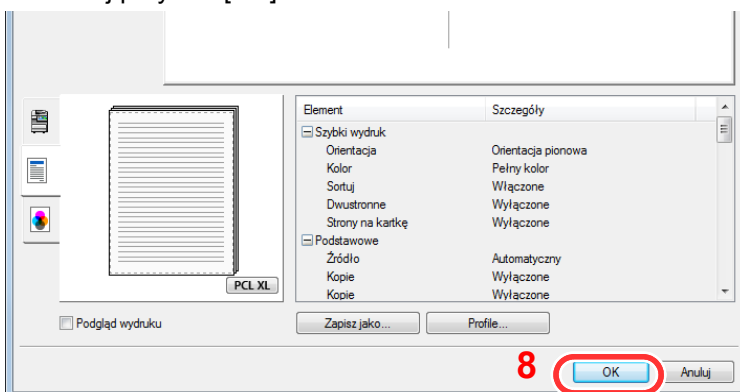 Element Szczegóły
Szybki wydruk
Orientacja Orientacja pionowa
Kolor Pełny kolor
Sortuj Włączone
Dwustronne Wyłączone
Strony na kartkę Wyłączone
Podstawowe
Źródło Automatyczny
Kopie Wyłączone
Kopie Wyłączone
PCL XL
Podgląd wydruku Zapisz jako... Profile...
8 OK Anuluj